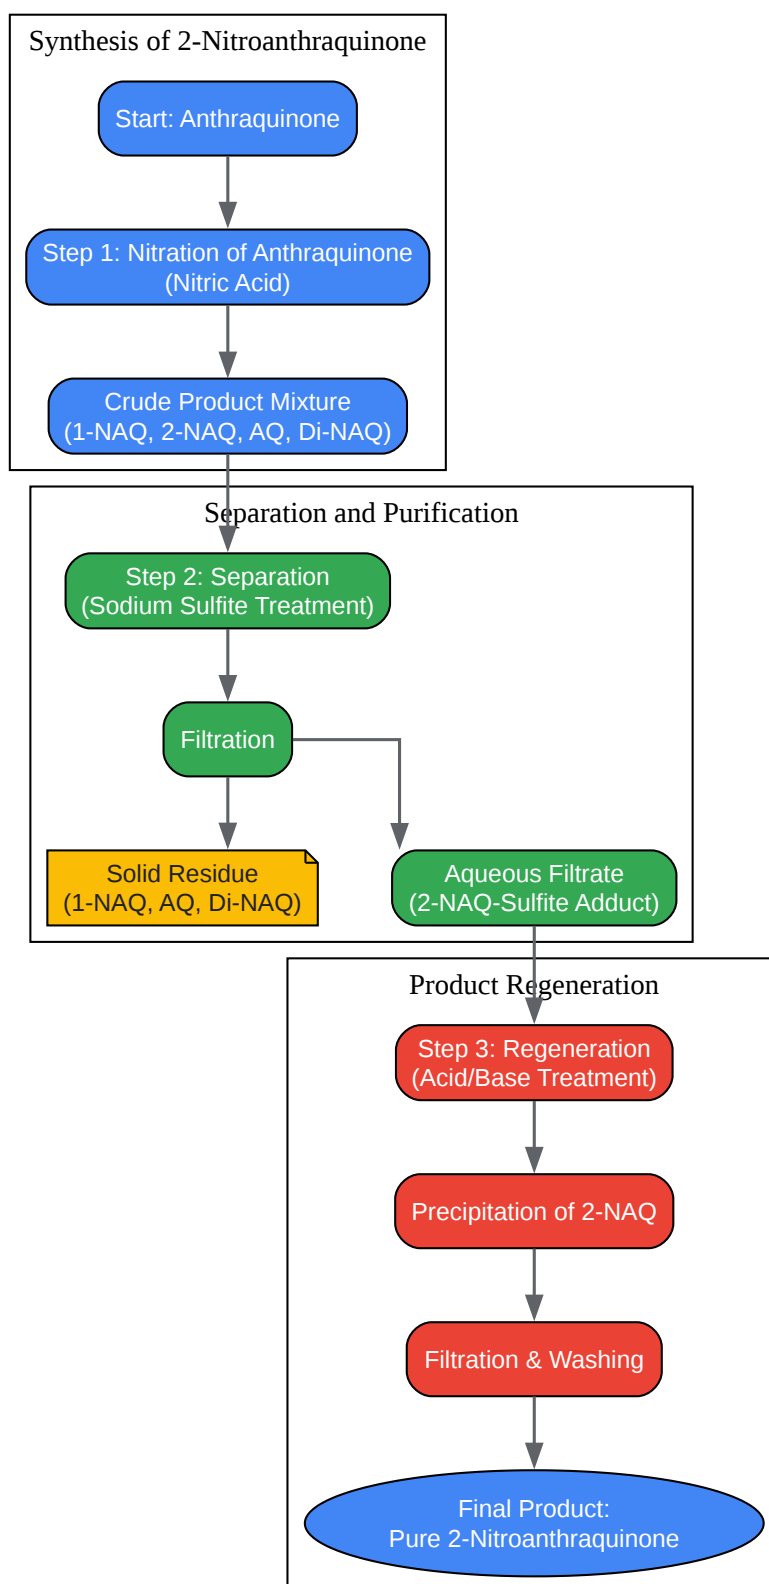 Synthesis of 2-Nitroanthraquinone
Start: Anthraquinone
Step 1: Nitration of Anthraquinone
(Nitric Acid)
Crude Product Mixture
(1-NAQ, 2-NAQ, AQ, Di-NAQ)
Separation and Purification
Step 2: Separation
(Sodium Sulfite Treatment)
Filtration
Solid Residue
(1-NAQ, AQ, Di-NAQ)
Aqueous Filtrate
(2-NAQ-Sulfite Adduct)
Product Regeneration
Step 3: Regeneration
(Acid/Base Treatment)
Precipitation of 2-NAQ
Filtration & Washing
Final Product:
Pure 2-Nitroanthraquinone